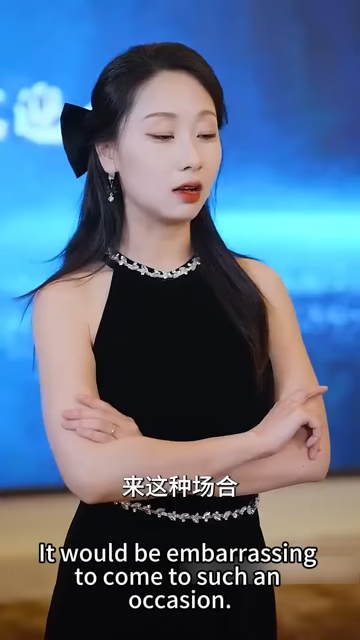 来这种场合
It would be embarrassing
to come to such an
occasion.